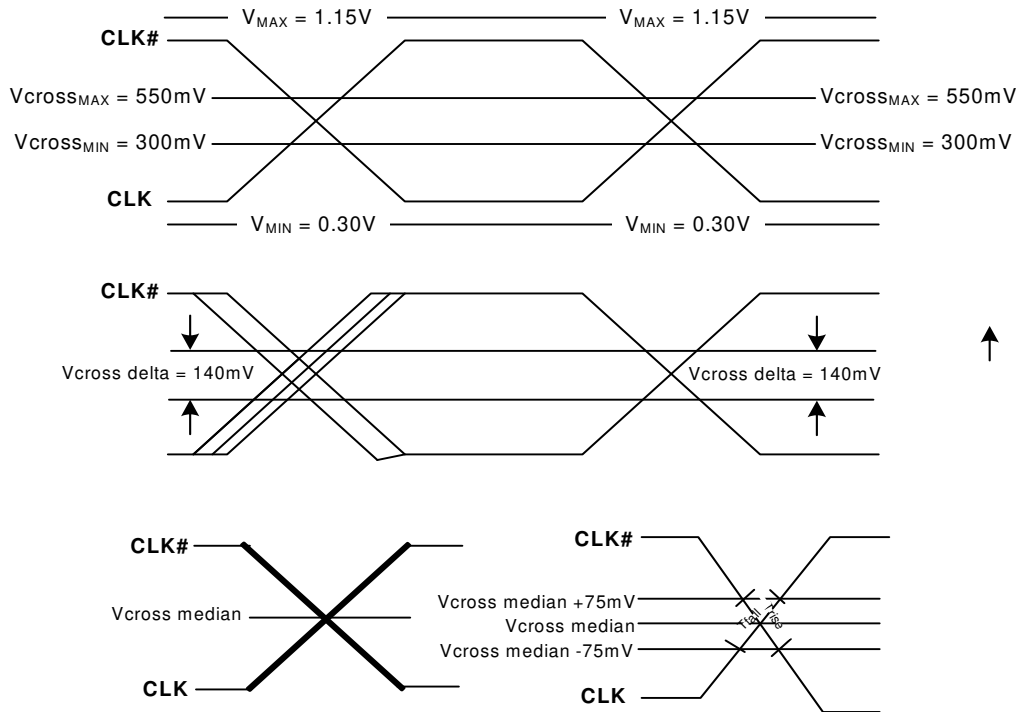 V_MAX = 1.15V V_MAX = 1.15V
CLK#
Vcross_MAX = 550mV Vcross_MAX = 550mV
Vcross_MIN = 300mV Vcross_MIN = 300mV
CLK
V_MIN = 0.30V V_MIN = 0.30V
CLK#
Vcross delta = 140mV Vcross delta = 140mV
CLK#
Vcross median
CLK
CLK#
Vcross median +75mV
Tfall Trise
Vcross median
Vcross median -75mV
CLK